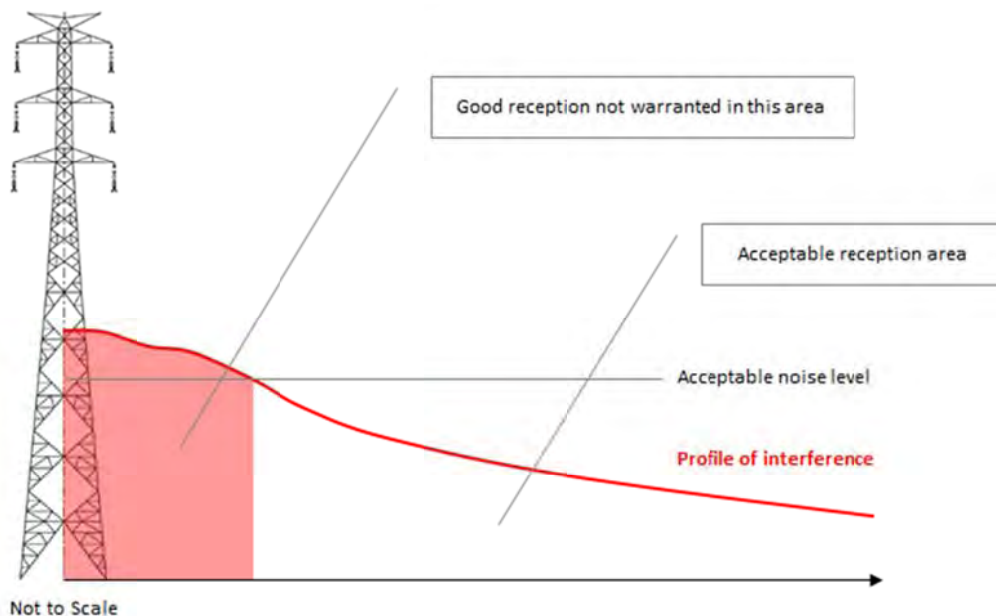 Good reception not warranted in this area
Acceptable reception area
Acceptable noise level
Profile of interference
Not to Scale